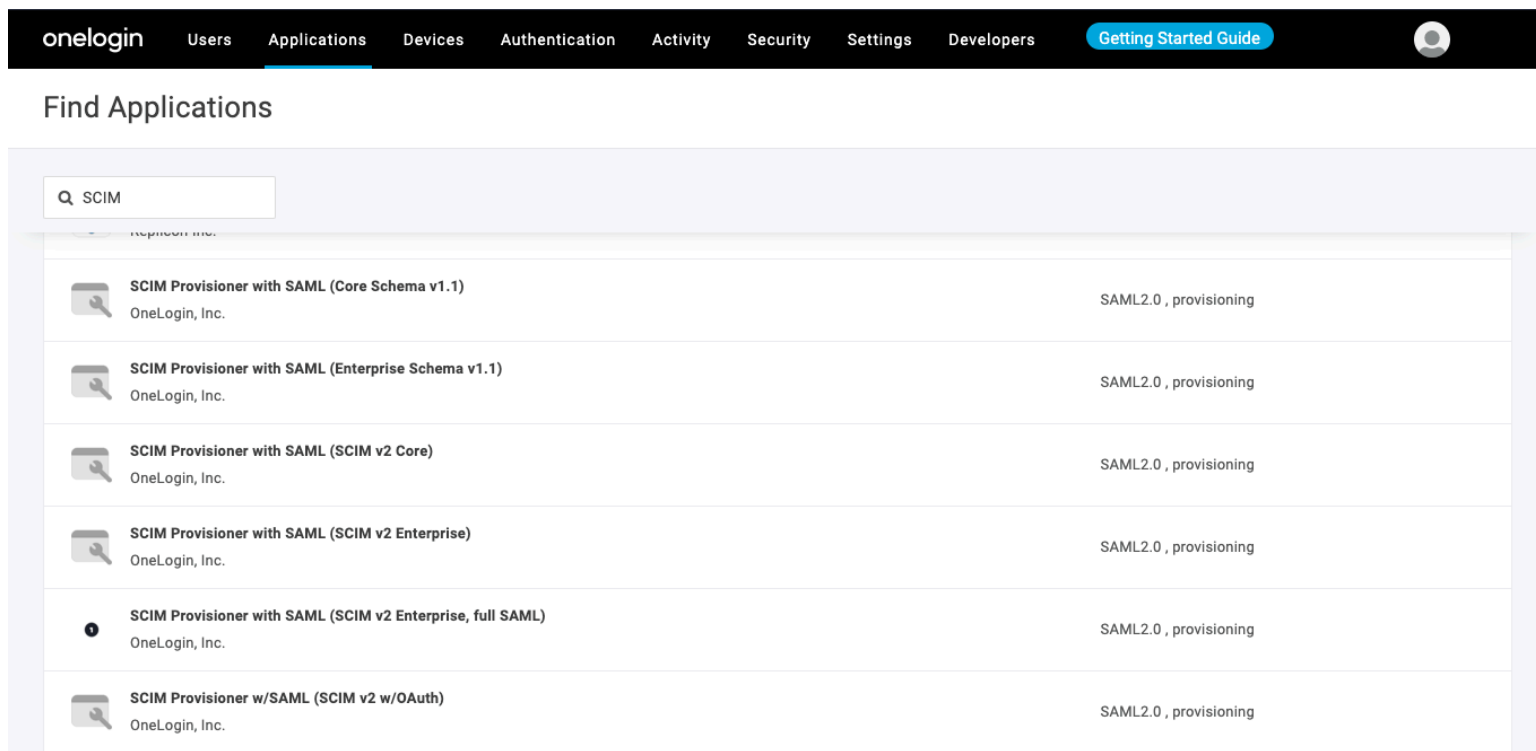 onelogin Users Applications Devices Authentication Activity Security Settings Developers Getting Started Guide
Find Applications
SCIM
Replicon Inc.
SCIM Provisioner with SAML (Core Schema v1.1)
OneLogin, Inc.
SAML2.0 , provisioning
SCIM Provisioner with SAML (Enterprise Schema v1.1)
OneLogin, Inc.
SAML2.0 , provisioning
SCIM Provisioner with SAML (SCIM v2 Core)
OneLogin, Inc.
SAML2.0 , provisioning
SCIM Provisioner with SAML (SCIM v2 Enterprise)
OneLogin, Inc.
SAML2.0 , provisioning
SCIM Provisioner with SAML (SCIM v2 Enterprise, full SAML)
OneLogin, Inc.
SAML2.0 , provisioning
SCIM Provisioner w/SAML (SCIM v2 w/OAuth)
OneLogin, Inc.
SAML2.0 , provisioning